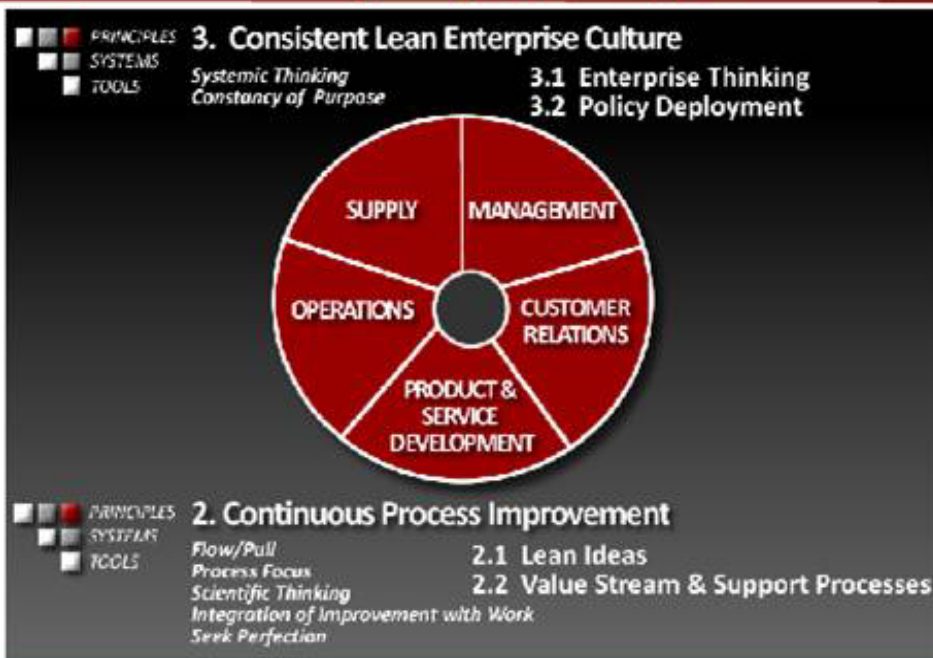 PRINCIPLES
SYSTEMS
TOOLS
3. Consistent Lean Enterprise Culture
Systemic Thinking
Constancy of Purpose
3.1 Enterprise Thinking
3.2 Policy Deployment
SUPPLY
MANAGEMENT
OPERATIONS
CUSTOMER
RELATIONS
PRODUCT &
SERVICE
DEVELOPMENT
PRINCIPLES
SYSTEMS
TOOLS
2. Continuous Process Improvement
Flow/Pull
Process Focus
Scientific Thinking
Integration of Improvement with Work
Seek Perfection
2.1 Lean Ideas
2.2 Value Stream & Support Processes